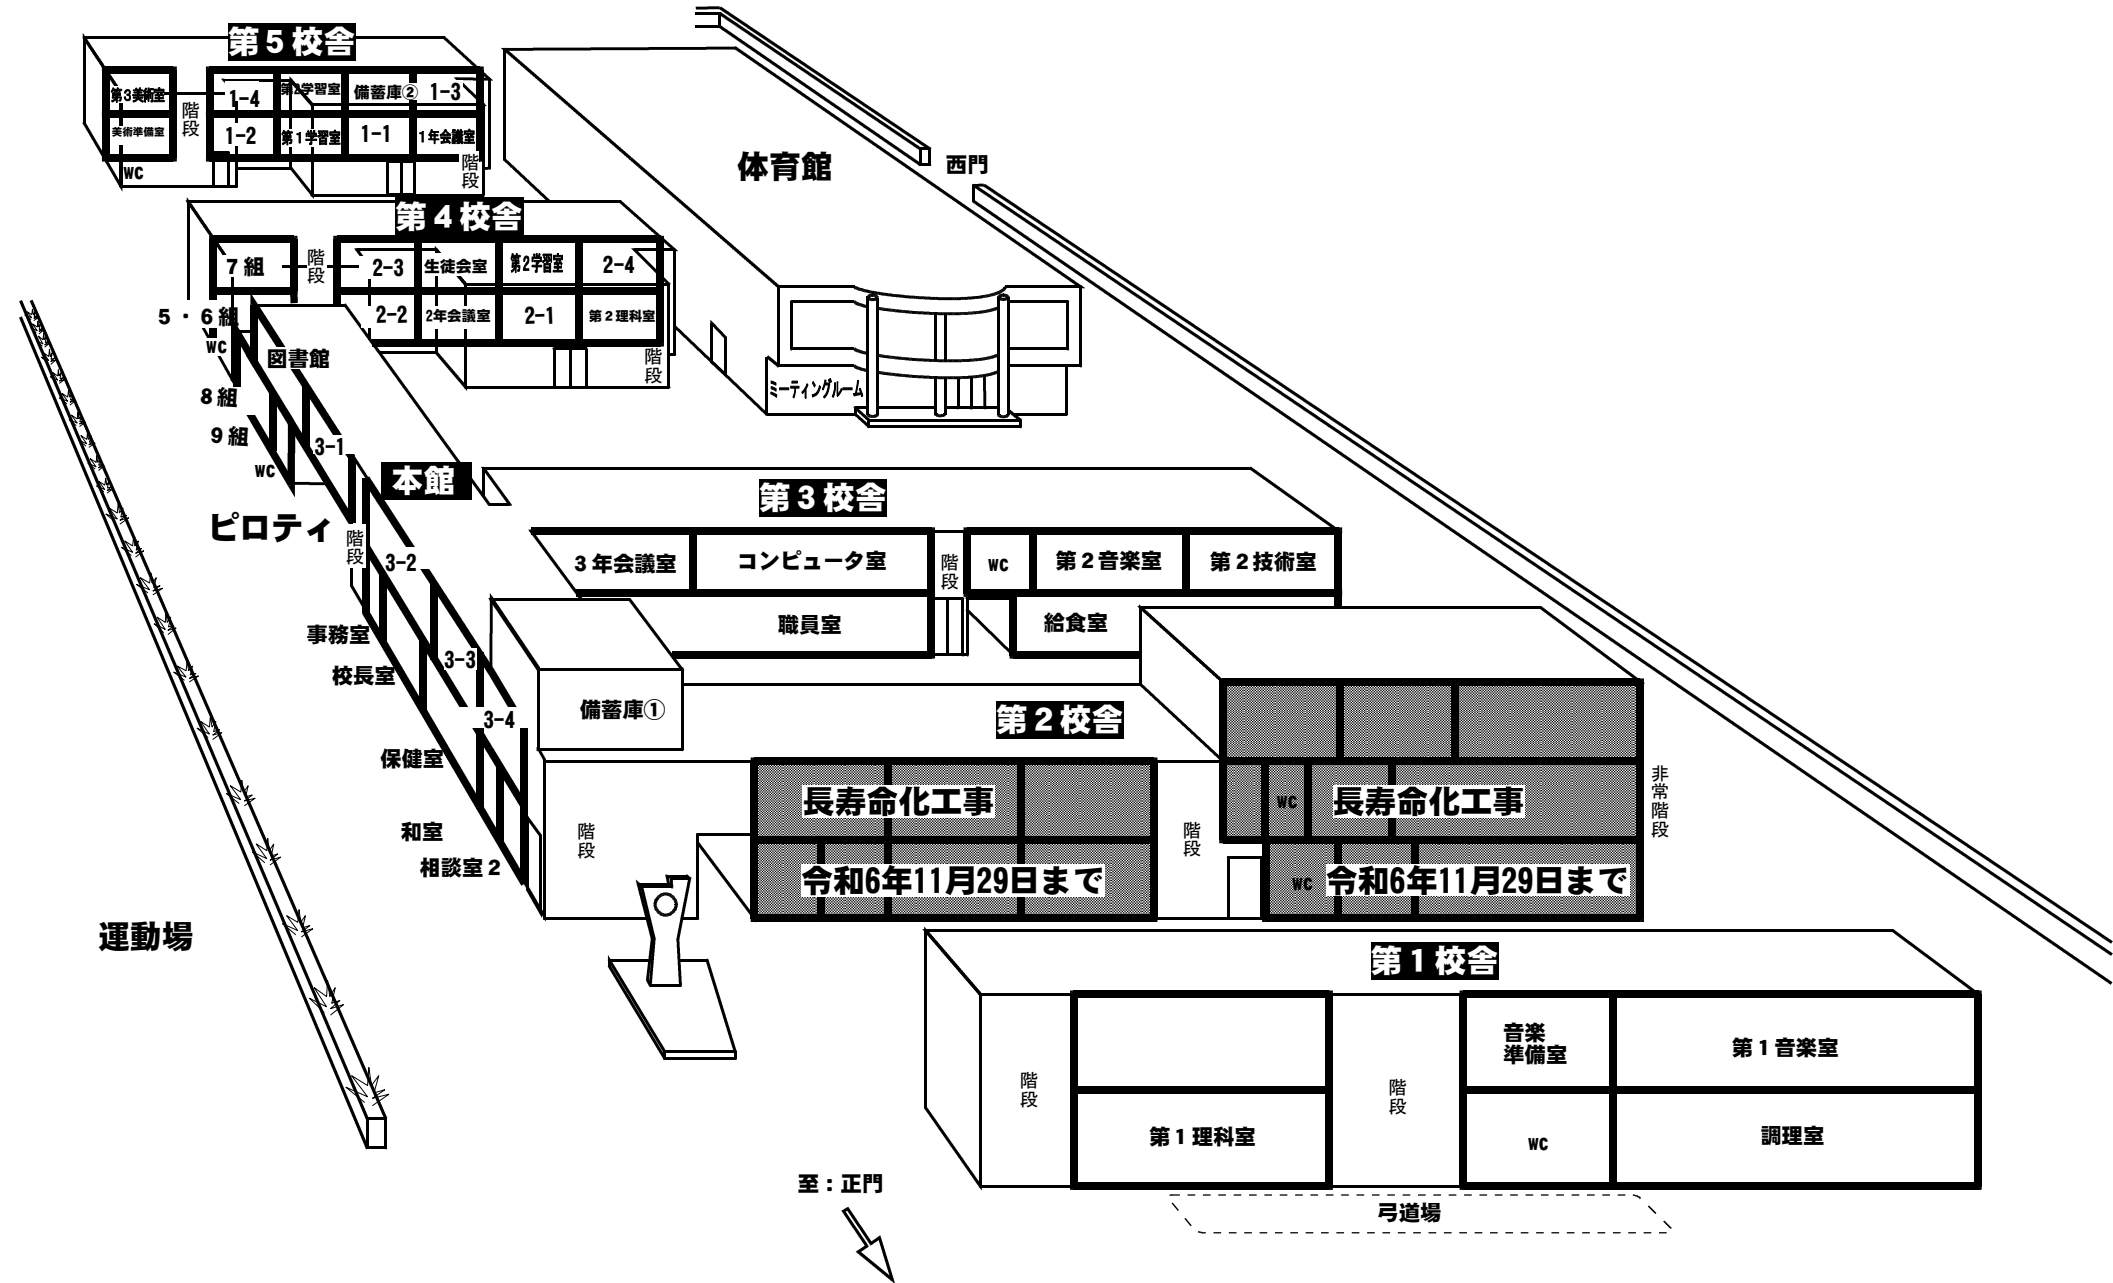 第５校舎
第3美術室
階段
1-4
第2学習室
備蓄庫②
1-3
美術準備室
1-2
第１学習室
1-1
1年会議室
WC
階段
体育館
西門
第４校舎
７組
階段
2-3
生徒会室
第2学習室
2-4
５・６組
2-2
2年会議室
2-1
第２理科室
WC
図書館
階段
ミーティングルーム
８組
９組
3-1
WC
本館
第３校舎
ピロティ
階段
3-2
３年会議室
コンピュータ室
階段
WC
第２音楽室
第２技術室
職員室
給食室
事務室
校長室
3-3
備蓄庫①
3-4
第２校舎
保健室
長寿命化工事
WC
長寿命化工事
非常階段
和室
階段
階段
相談室２
令和6年11月29日まで
WC
令和6年11月29日まで
運動場
第１校舎
階段
階段
音楽
準備室
第１音楽室
第１理科室
WC
調理室
至：正門
弓道場